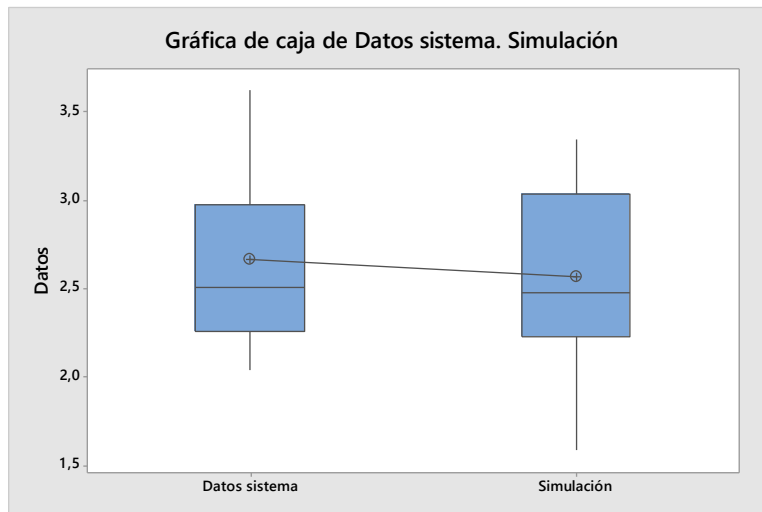 Gráfica de caja de Datos sistema. Simulación
3,5
3,0
2,5
2,0
1,5
Datos
Datos sistema
Simulación